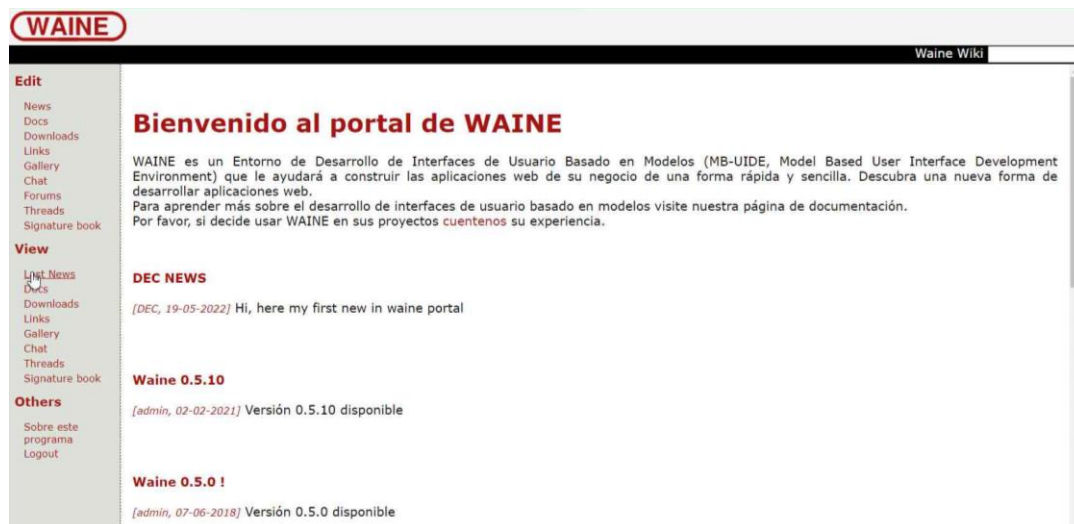 WAINE
Waine Wiki
Edit
News
Docs
Downloads
Links
Gallery
Chat
Forums
Threads
Signature book
View
Last News
Docs
Downloads
Links
Gallery
Chat
Threads
Signature book
Others
Sobre este
programa
Logout
Bienvenido al portal de WAINE
WAINE es un Entorno de Desarrollo de Interfaces de Usuario Basado en Modelos (MB-UIDE, Model Based User Interface Development
Environment) que le ayudará a construir las aplicaciones web de su negocio de una forma rápida y sencilla. Descubra una nueva forma de
desarrollar aplicaciones web.
Para aprender más sobre el desarrollo de interfaces de usuario basado en modelos visite nuestra página de documentación.
Por favor, si decide usar WAINE en sus proyectos cuentenos su experiencia.
DEC NEWS
[DEC, 19-05-2022] Hi, here my first new in waine portal
Waine 0.5.10
[admin, 02-02-2021] Versión 0.5.10 disponible
Waine 0.5.0 !
[admin, 07-06-2018] Versión 0.5.0 disponible